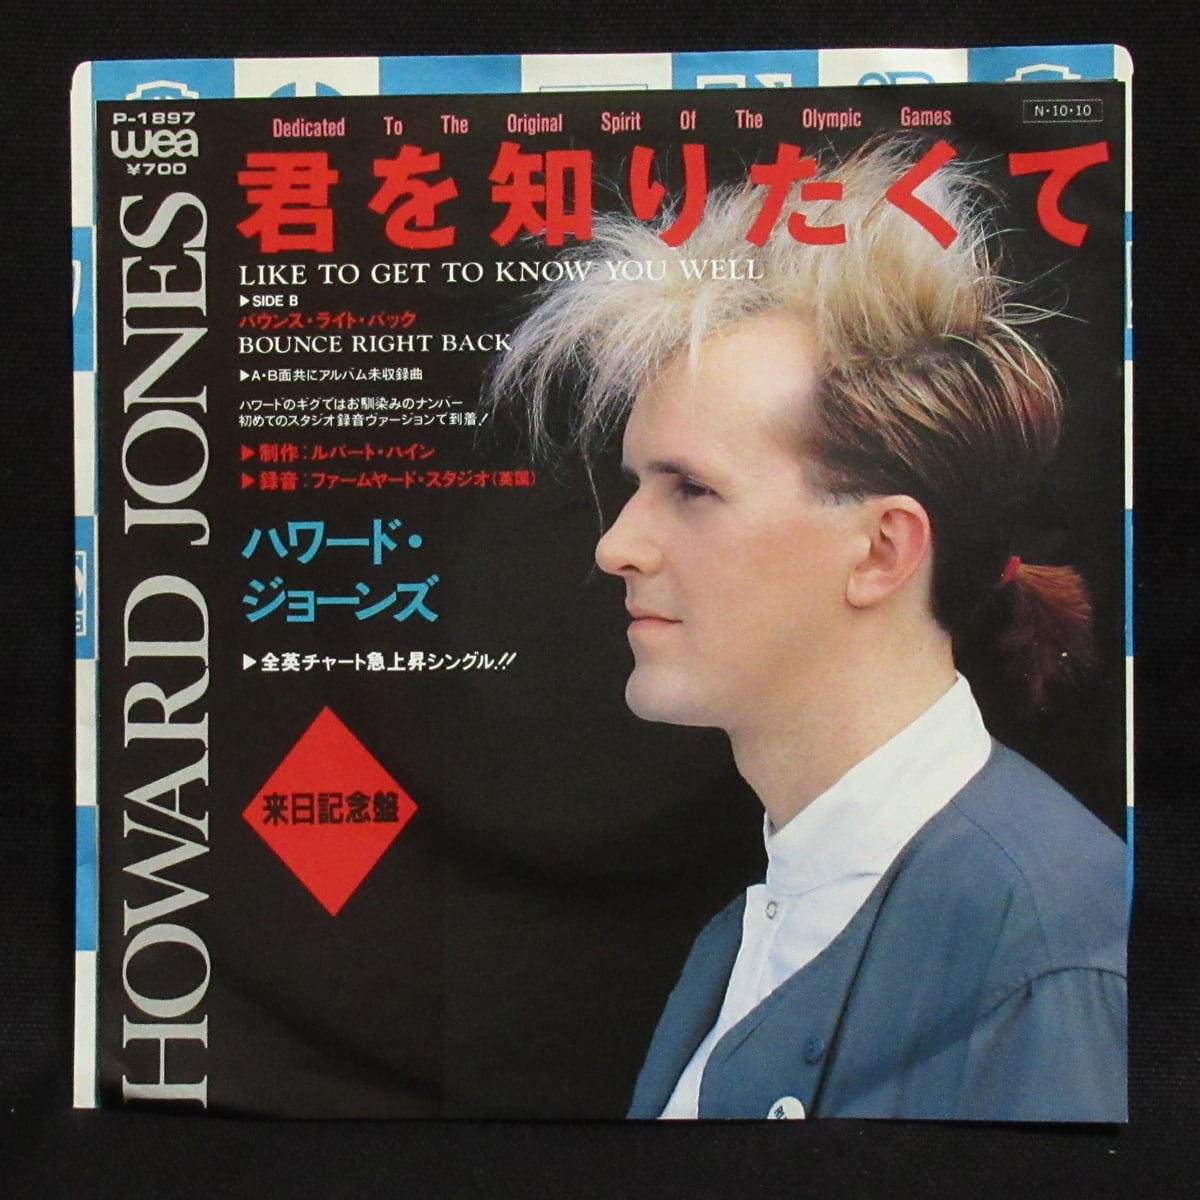 P-1897
wea
¥700
Dedicated To The Original Spirit Of The Olympic Games
N・10・10
君を知りたくて
LIKE TO GET TO KNOW YOU WELL
▶SIDE B
バウンス・ライト・バック
BOUNCE RIGHT BACK
▶A・B面共にアルバム未収録曲
ハワードのギグではお馴染みのナンバー
初めてのスタジオ録音ヴァージョンで到着!
▶制作:ルパート・ハイン
▶録音:ファームヤード・スタジオ(英国)
ハワード・
ジョーンズ
▶全英チャート急上昇シングル!!
来日記念盤
HOWARD JONES